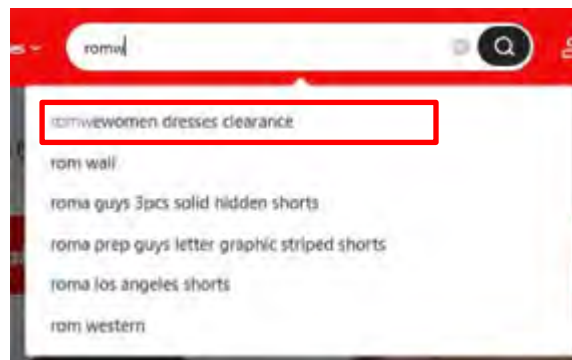 romw
romwewomen dresses clearance
rom wall
roma guys 3pcs solid hidden shorts
roma prep guys letter graphic striped shorts
roma los angeles shorts
rom western